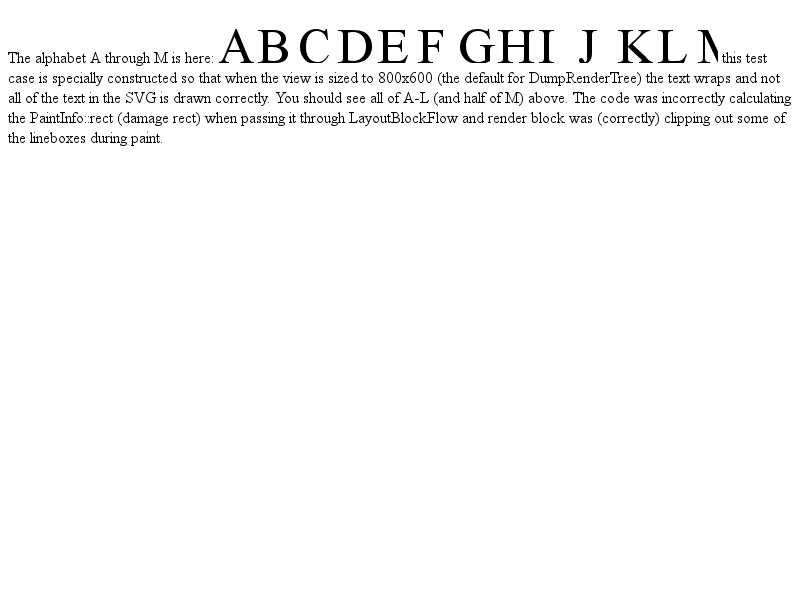 The alphabet A through M is here: ABCDEF GHI J KL M this test
case is specially constructed so that when the view is sized to 800x600 (the default for DumpRenderTree) the text wraps and not
all of the text in the SVG is drawn correctly. You should see all of A-L (and half of M) above. The code was incorrectly calculating
the PaintInfo::rect (damage rect) when passing it through LayoutBlockFlow and render block was (correctly) clipping out some of
the lineboxes during paint.